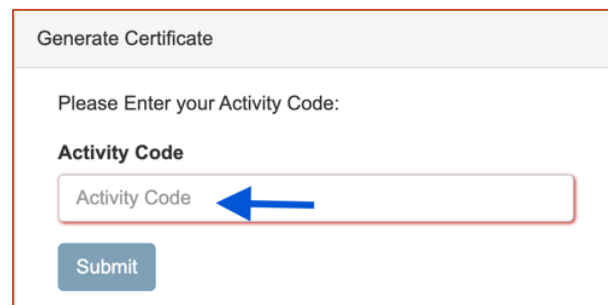 Generate Certificate
Please Enter your Activity Code:
Activity Code
Activity Code
Submit